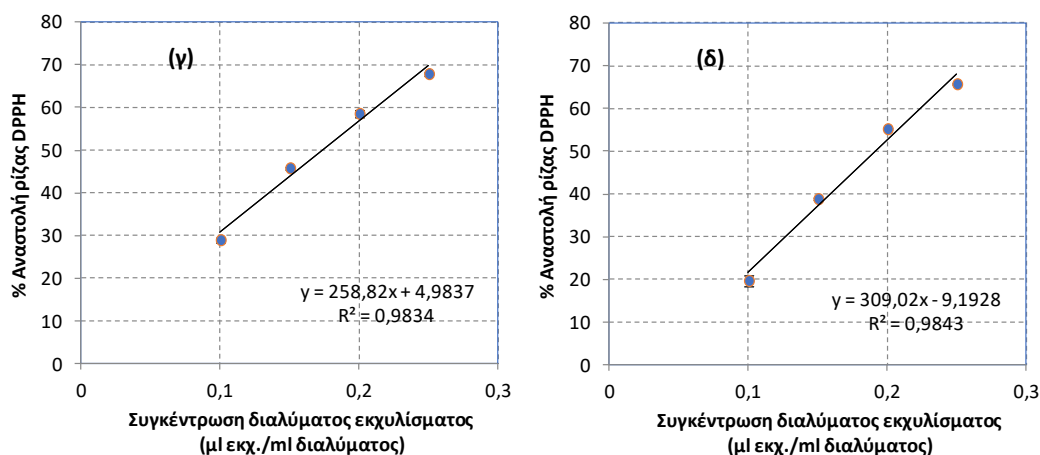 % Αναστολή ρίζας DPPH
80
70
60
50
40
30
20
10
0
(γ)
y = 258,82x + 4,9837
R² = 0,9834
0 0,1 0,2 0,3
Συγκέντρωση διαλύματος εκχυλίσματος
(μl εκχ./ml διαλύματος)
% Αναστολή ρίζας DPPH
80
70
60
50
40
30
20
10
0
(δ)
y = 309,02x - 9,1928
R² = 0,9843
0 0,1 0,2 0,3
Συγκέντρωση διαλύματος εκχυλίσματος
(μl εκχ./ml διαλύματος)